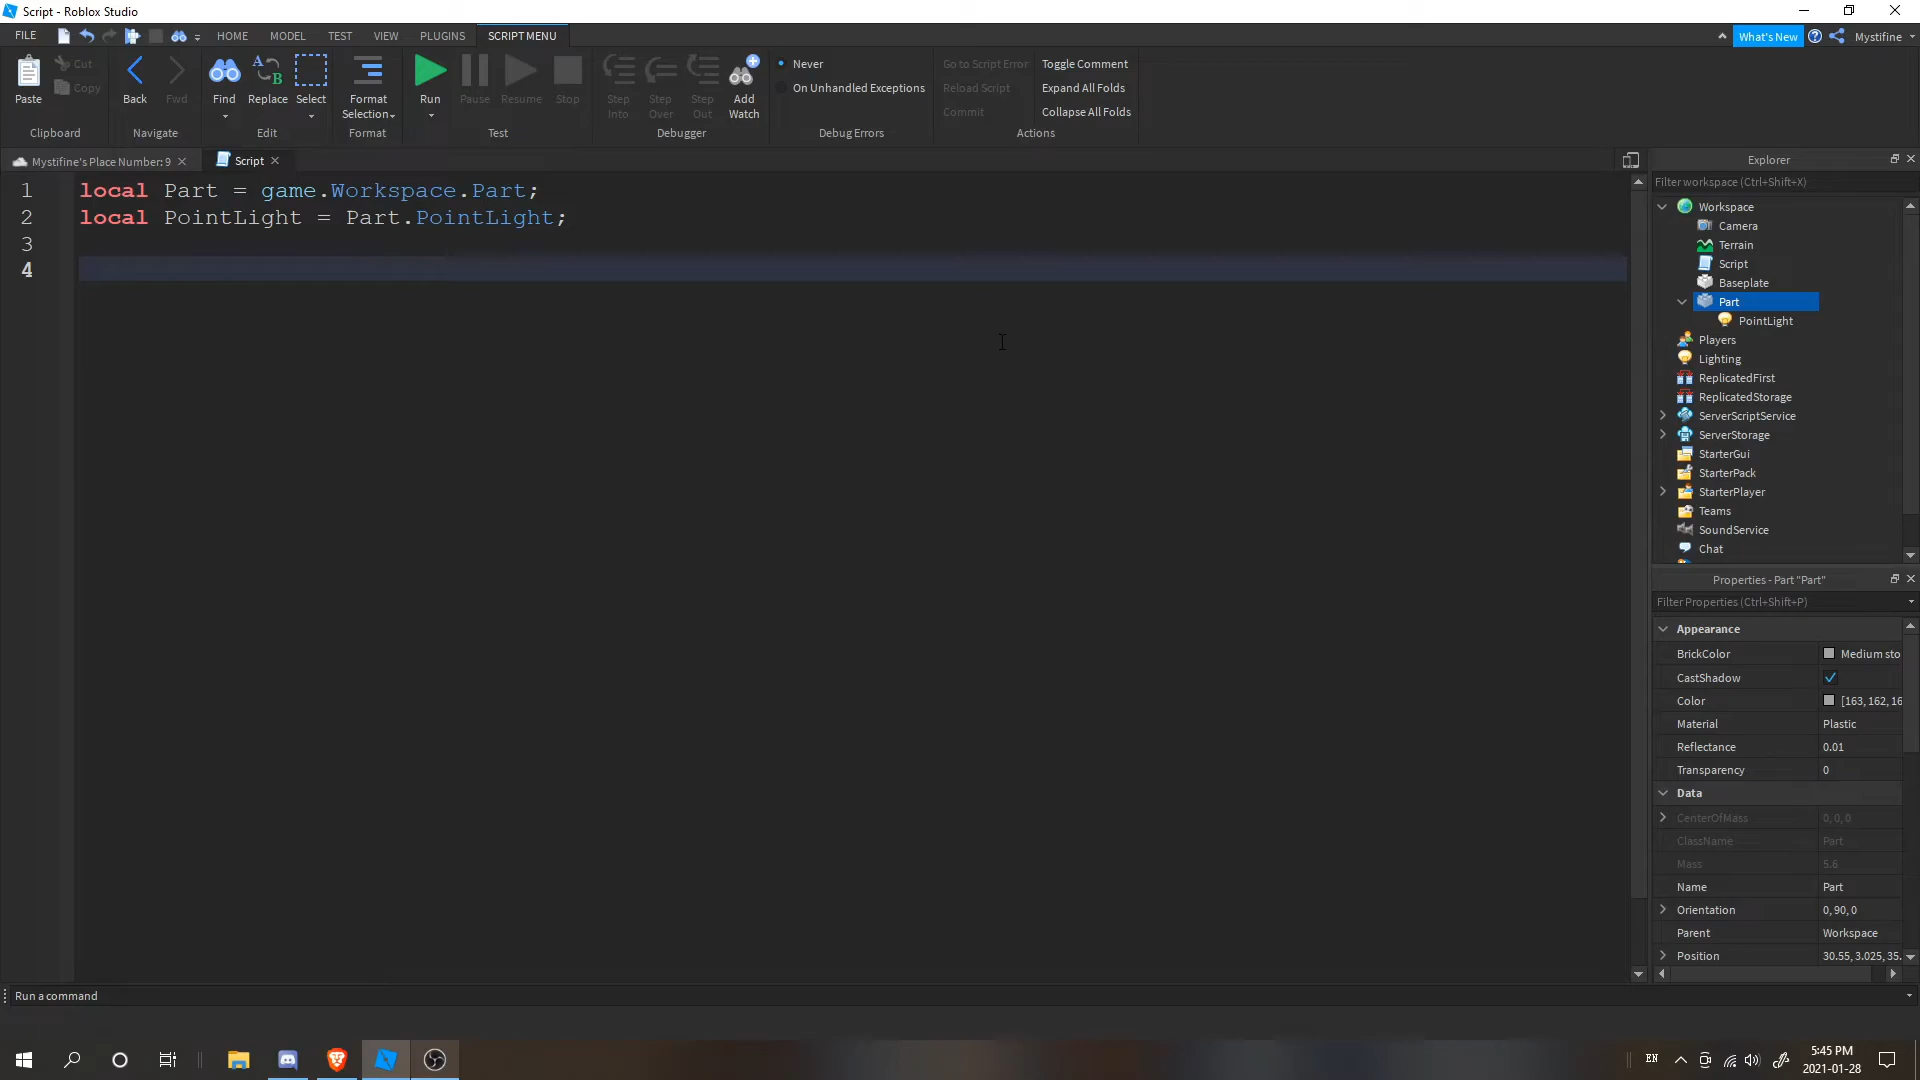 Script - Roblox Studio
FILE HOME MODEL TEST VIEW PLUGINS SCRIPT MENU What's New Mystifine
Paste Cut Copy Back Fwd Find Replace Select Format Selection Run Pause Resume Stop Step Into Step Over Step Out Add Watch Never On Unhandled Exceptions Go to Script Error Reload Script Commit Toggle Comment Expand All Folds Collapse All Folds
Clipboard Navigate Edit Format Test Debugger Debug Errors Actions
Mystifine's Place Number: 9 Script
1 local Part = game.Workspace.Part;
2 local PointLight = Part.PointLight;
3
4
Explorer
Filter workspace (Ctrl+Shift+X)
Workspace
Camera
Terrain
Script
Baseplate
Part
PointLight
Players
Lighting
ReplicatedFirst
ReplicatedStorage
ServerScriptService
ServerStorage
StarterGui
StarterPack
StarterPlayer
Teams
SoundService
Chat
Properties - Part "Part"
Filter Properties (Ctrl+Shift+P)
Appearance
BrickColor Medium sto
CastShadow
Color [163, 162, 16
Material Plastic
Reflectance 0.01
Transparency 0
Data
CenterOfMass 0, 0, 0
ClassName Part
Mass 5.6
Name Part
Orientation 0, 90, 0
Parent Workspace
Position 30.55, 3.025, 35.
Run a command
EN
5:45 PM
2021-01-28